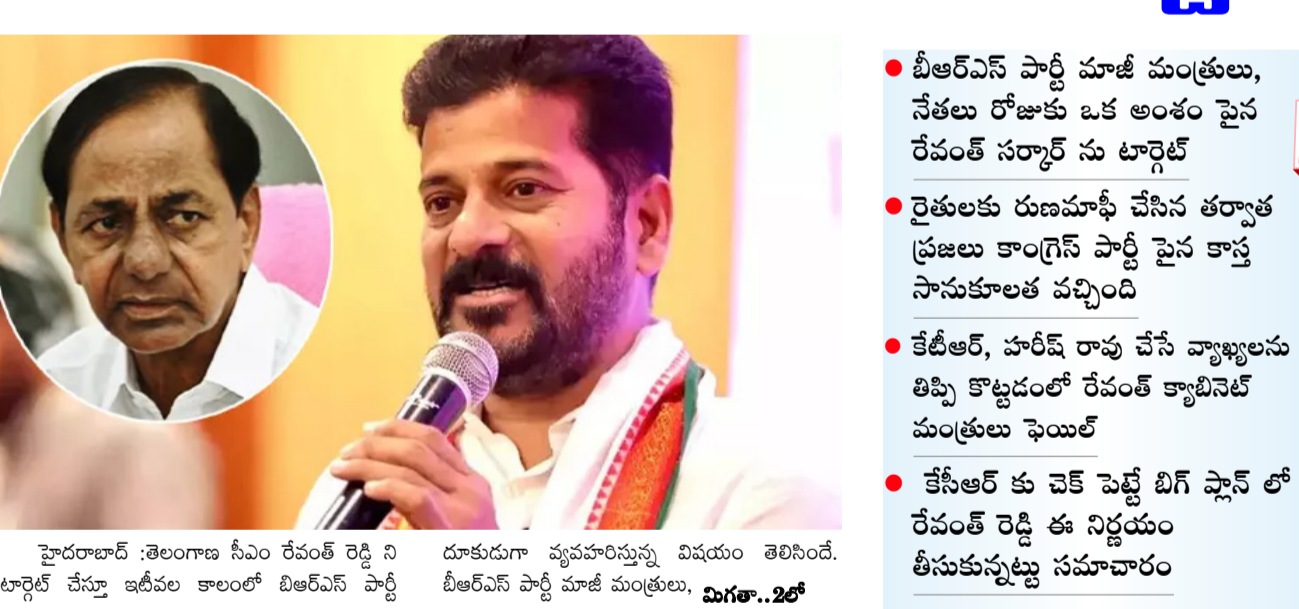 బీఆర్ఎస్ పార్టీ మాజీ మంత్రులు,
నేతలు రోజుకు ఒక అంశం పైన
రేవంత్ సర్కార్ ను టార్గెట్
రైతులకు రుణమాఫీ చేసిన తర్వాత
ప్రజలు కాంగ్రెస్ పార్టీ పైన కాస్త
సానుకూలత వచ్చింది
కేటీఆర్, హరీష్ రావు చేసే వ్యాఖ్యలను
తిప్పి కొట్టడంలో రేవంత్ క్యాబినెట్
మంత్రులు ఫెయిల్
కేసీఆర్ కు చెక్ పెట్టే బిగ్ ప్లాన్ లో
రేవంత్ రెడ్డి ఈ నిర్ణయం
తీసుకున్నట్టు సమాచారం
హైదరాబాద్ :తెలంగాణ సీఎం రేవంత్ రెడ్డి ని
టార్గెట్ చేస్తూ ఇటీవల కాలంలో బిఆర్ఎస్ పార్టీ
దూకుడుగా వ్యవహరిస్తున్న విషయం తెలిసిందే.
బీఆర్ఎస్ పార్టీ మాజీ మంత్రులు, మిగతా..2లో